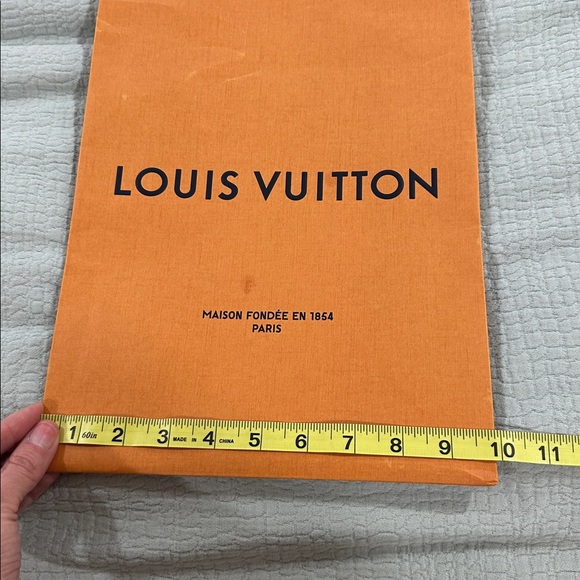 LOUIS VUITTON
MAISON FONDÉE EN 1854
PARIS
1 60in 2 3 MADE IN 4 CHINA 5 6 7 8 9 10 11